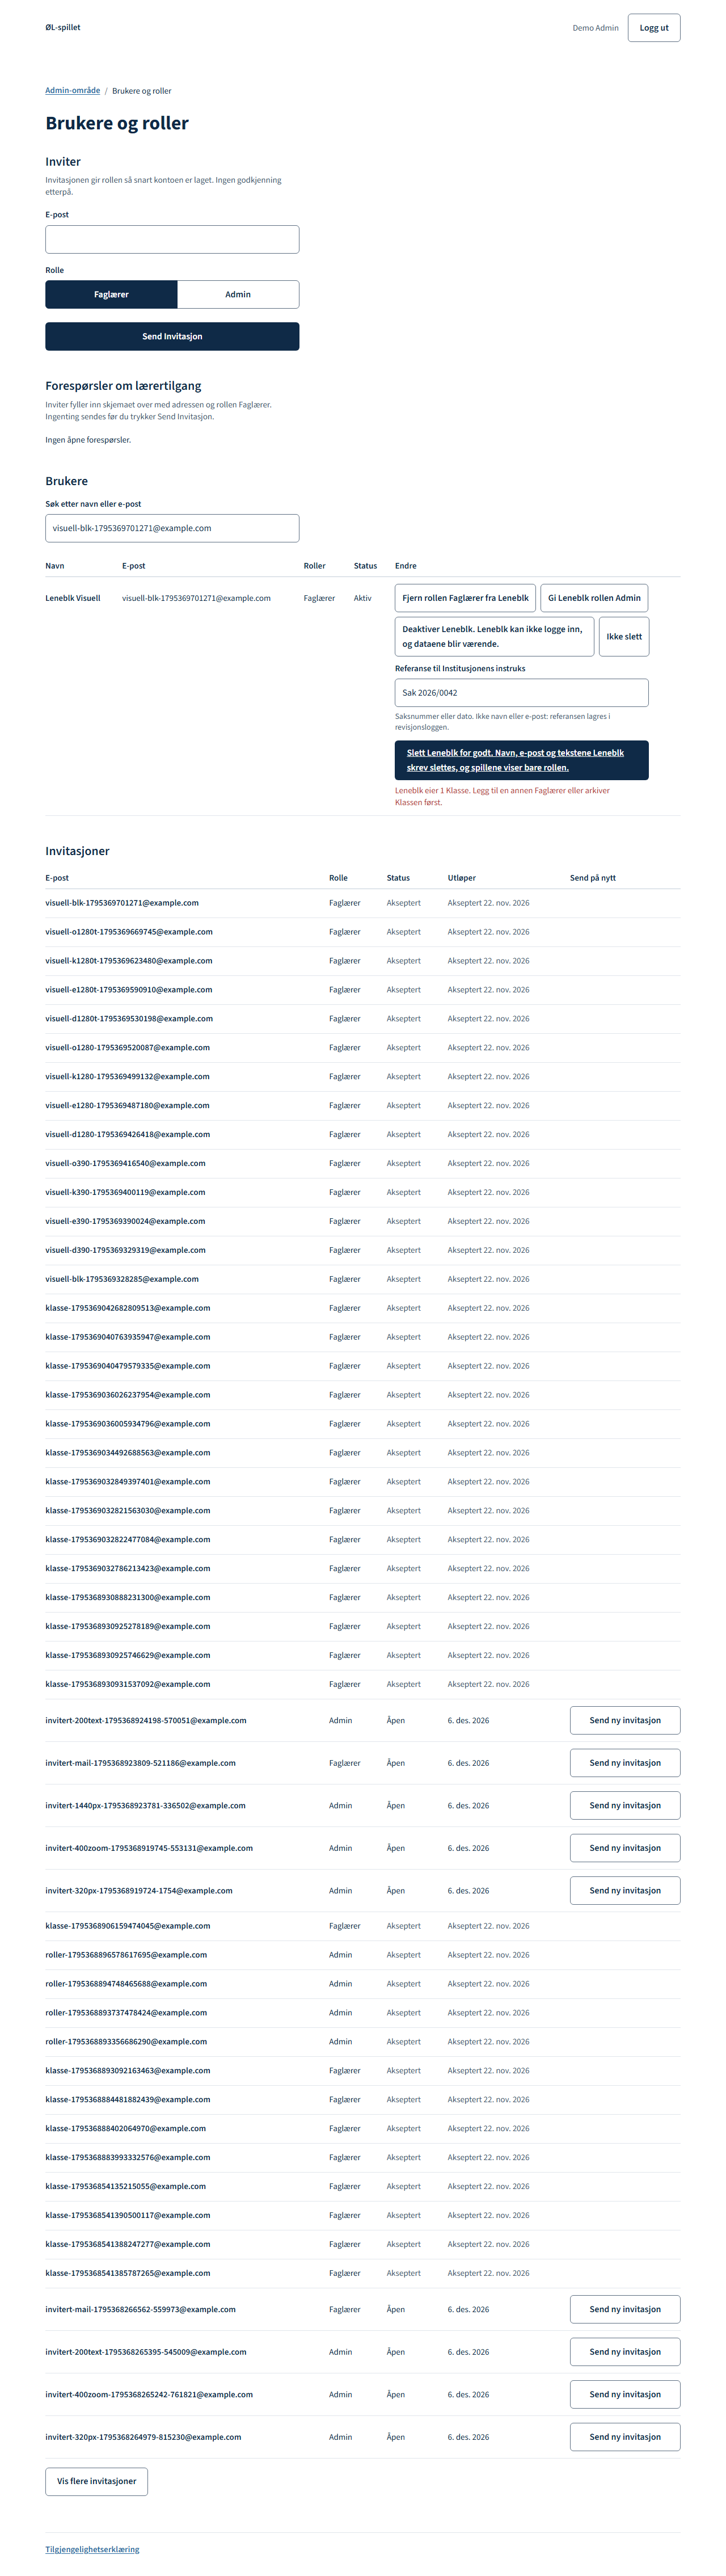 ØL-spillet
Demo Admin
Logg ut
Admin-område / Brukere og roller
Brukere og roller
Inviter
Invitasjonen gir rollen så snart kontoen er laget. Ingen godkjenning
etterpå.
E-post
Rolle
Faglærer Admin
Send Invitasjon
Forespørsler om lærertilgang
Inviter fyller inn skjemaet over med adressen og rollen Faglærer.
Ingenting sendes før du trykker Send Invitasjon.
Ingen åpne forespørsler.
Brukere
Søk etter navn eller e-post
visuell-blk-1795369701271@example.com
Navn E-post Roller Status Endre
Leneblk Visuell visuell-blk-1795369701271@example.com Faglærer Aktiv
Fjern rollen Faglærer fra Leneblk Gi Leneblk rollen Admin
Deaktiver Leneblk. Leneblk kan ikke logge inn,
og dataene blir værende.
Ikke slett
Referanse til Institusjonens instruks
Sak 2026/0042
Saksnummer eller dato. Ikke navn eller e-post: referansen lagres i
revisjonsloggen.
Slett Leneblk for godt. Navn, e-post og tekstene Leneblk
skrev slettes, og spillene viser bare rollen.
Leneblk eier 1 Klasse. Legg til en annen Faglærer eller arkiver
Klassen først.
Invitasjoner
E-post Rolle Status Utløper Send på nytt
visuell-blk-1795369701271@example.com Faglærer Akseptert Akseptert 22. nov. 2026
visuell-o1280t-1795369669745@example.com Faglærer Akseptert Akseptert 22. nov. 2026
visuell-k1280t-1795369623480@example.com Faglærer Akseptert Akseptert 22. nov. 2026
visuell-e1280t-1795369590910@example.com Faglærer Akseptert Akseptert 22. nov. 2026
visuell-d1280t-1795369530198@example.com Faglærer Akseptert Akseptert 22. nov. 2026
visuell-o1280-1795369520087@example.com Faglærer Akseptert Akseptert 22. nov. 2026
visuell-k1280-1795369499132@example.com Faglærer Akseptert Akseptert 22. nov. 2026
visuell-e1280-1795369487180@example.com Faglærer Akseptert Akseptert 22. nov. 2026
visuell-d1280-1795369426418@example.com Faglærer Akseptert Akseptert 22. nov. 2026
visuell-o390-1795369416540@example.com Faglærer Akseptert Akseptert 22. nov. 2026
visuell-k390-1795369400119@example.com Faglærer Akseptert Akseptert 22. nov. 2026
visuell-e390-1795369390024@example.com Faglærer Akseptert Akseptert 22. nov. 2026
visuell-d390-1795369329319@example.com Faglærer Akseptert Akseptert 22. nov. 2026
visuell-blk-1795369328285@example.com Faglærer Akseptert Akseptert 22. nov. 2026
klasse-1795369042682809513@example.com Faglærer Akseptert Akseptert 22. nov. 2026
klasse-1795369040763935947@example.com Faglærer Akseptert Akseptert 22. nov. 2026
klasse-1795369040479579335@example.com Faglærer Akseptert Akseptert 22. nov. 2026
klasse-1795369036026237954@example.com Faglærer Akseptert Akseptert 22. nov. 2026
klasse-1795369036005934796@example.com Faglærer Akseptert Akseptert 22. nov. 2026
klasse-1795369034492688563@example.com Faglærer Akseptert Akseptert 22. nov. 2026
klasse-1795369032849397401@example.com Faglærer Akseptert Akseptert 22. nov. 2026
klasse-1795369032821563030@example.com Faglærer Akseptert Akseptert 22. nov. 2026
klasse-1795369032822477084@example.com Faglærer Akseptert Akseptert 22. nov. 2026
klasse-1795369032786213423@example.com Faglærer Akseptert Akseptert 22. nov. 2026
klasse-1795368930888231300@example.com Faglærer Akseptert Akseptert 22. nov. 2026
klasse-1795368930925278189@example.com Faglærer Akseptert Akseptert 22. nov. 2026
klasse-1795368930925746629@example.com Faglærer Akseptert Akseptert 22. nov. 2026
klasse-1795368930931537092@example.com Faglærer Akseptert Akseptert 22. nov. 2026
invitert-200text-1795368924198-570051@example.com Admin Åpen 6. des. 2026 Send ny invitasjon
invitert-mail-1795368923809-521186@example.com Faglærer Åpen 6. des. 2026 Send ny invitasjon
invitert-1440px-1795368923781-336502@example.com Admin Åpen 6. des. 2026 Send ny invitasjon
invitert-400zoom-1795368919745-553131@example.com Admin Åpen 6. des. 2026 Send ny invitasjon
invitert-320px-1795368919724-1754@example.com Admin Åpen 6. des. 2026 Send ny invitasjon
klasse-1795368906159474045@example.com Faglærer Akseptert Akseptert 22. nov. 2026
roller-1795368896578617695@example.com Admin Akseptert Akseptert 22. nov. 2026
roller-1795368894748465688@example.com Admin Akseptert Akseptert 22. nov. 2026
roller-1795368893737478424@example.com Admin Akseptert Akseptert 22. nov. 2026
roller-1795368893356686290@example.com Admin Akseptert Akseptert 22. nov. 2026
klasse-1795368893092163463@example.com Faglærer Akseptert Akseptert 22. nov. 2026
klasse-1795368884481882439@example.com Faglærer Akseptert Akseptert 22. nov. 2026
klasse-179536888402064970@example.com Faglærer Akseptert Akseptert 22. nov. 2026
klasse-1795368883993332576@example.com Faglærer Akseptert Akseptert 22. nov. 2026
klasse-179536854135215055@example.com Faglærer Akseptert Akseptert 22. nov. 2026
klasse-1795368541390500117@example.com Faglærer Akseptert Akseptert 22. nov. 2026
klasse-1795368541388247277@example.com Faglærer Akseptert Akseptert 22. nov. 2026
klasse-1795368541385787265@example.com Faglærer Akseptert Akseptert 22. nov. 2026
invitert-mail-1795368266562-559973@example.com Faglærer Åpen 6. des. 2026 Send ny invitasjon
invitert-200text-1795368265395-545009@example.com Admin Åpen 6. des. 2026 Send ny invitasjon
invitert-400zoom-1795368265242-761821@example.com Admin Åpen 6. des. 2026 Send ny invitasjon
invitert-320px-1795368264979-815230@example.com Admin Åpen 6. des. 2026 Send ny invitasjon
Vis flere invitasjoner
Tilgjengelighetserklæring